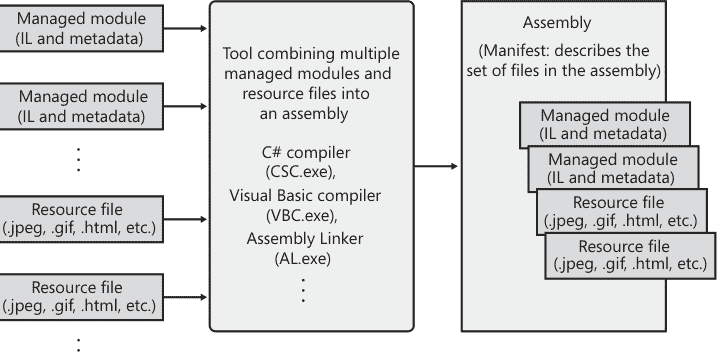 Managed module
(IL and metadata)
Managed module
(IL and metadata)
Resource file
(.jpeg, .gif, .html, etc.)
Resource file
(.jpeg, .gif, .html, etc.)
Tool combining multiple
managed modules and
resource files into
an assembly
C# compiler
(CSC.exe),
Visual Basic compiler
(VBC.exe),
Assembly Linker
(AL.exe)
Assembly
(Manifest: describes the
set of files in the assembly)
Managed module
(IL and metadata)
Managed module
(IL and metadata)
Resource file
(.jpeg, .gif, .html, etc.)
Resource file
(.jpeg, .gif, .html, etc.)